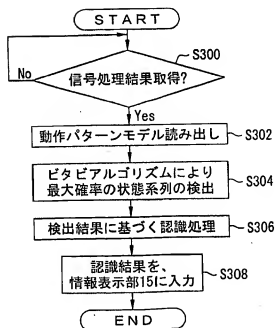 START
S300
信号処理結果取得?
No
Yes
動作パターンモデル読み出し
S302
ビタビアルゴリズムにより
最大確率の状態系列の検出
S304
検出結果に基づく認識処理
S306
認識結果を、
情報表示部15に入力
S308
END